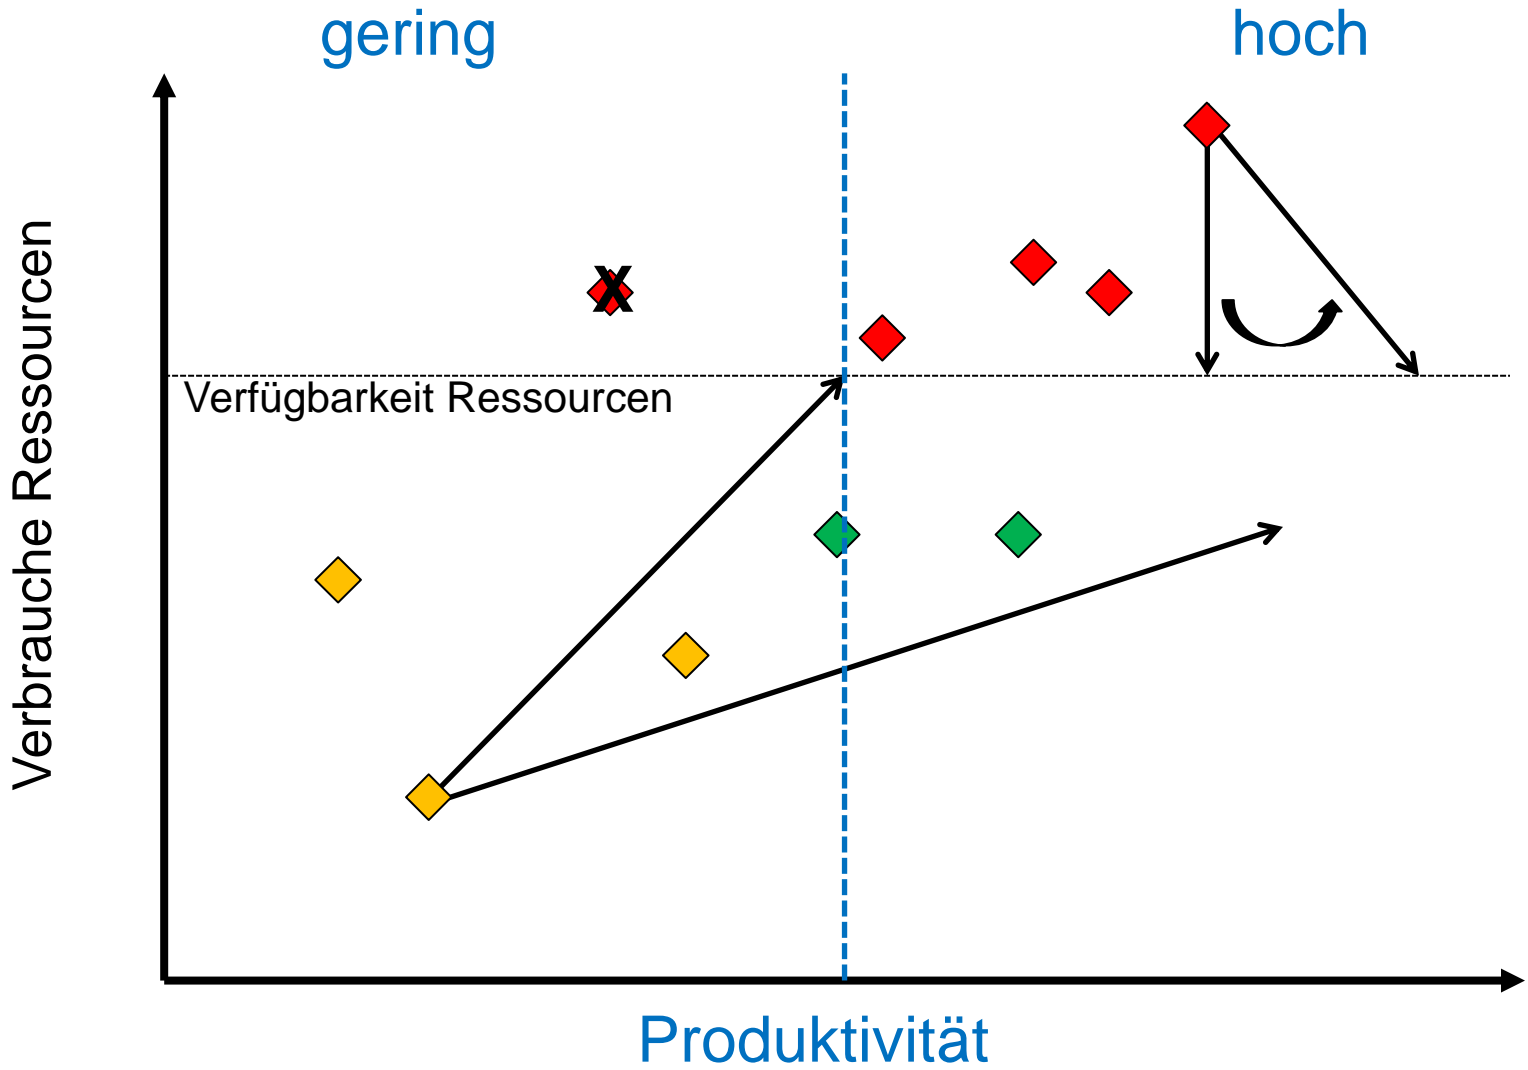 gering
hoch
X
Verfügbarkeit Ressourcen
Verbrauche Ressourcen
Produktivität